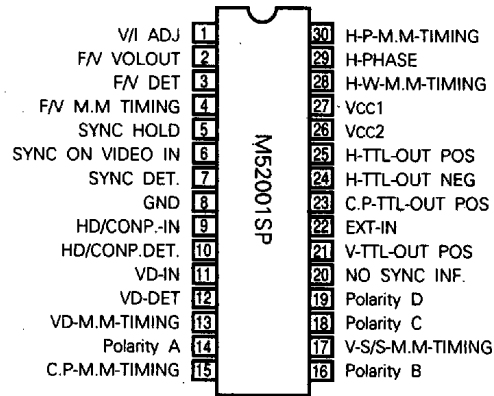 V/I ADJ 1
F/V VOLOUT 2
F/V DET 3
F/V M.M TIMING 4
SYNC HOLD 5
SYNC ON VIDEO IN 6
SYNC DET. 7
GND 8
HD/CONP.-IN 9
HD/CONP.DET. 10
VD-IN 11
VD-DET 12
VD-M.M-TIMING 13
Polarity A 14
C.P-M.M-TIMING 15
M52001SP
30 H-P-M.M-TIMING
29 H-PHASE
28 H-W-M.M-TIMING
27 Vcc1
26 Vcc2
25 H-TTL-OUT POS
24 H-TTL-OUT NEG
23 C.P-TTL-OUT POS
22 EXT-IN
21 V-TTL-OUT POS
20 NO SYNC INF.
19 Polarity D
18 Polarity C
17 V-S/S-M.M-TIMING
16 Polarity B